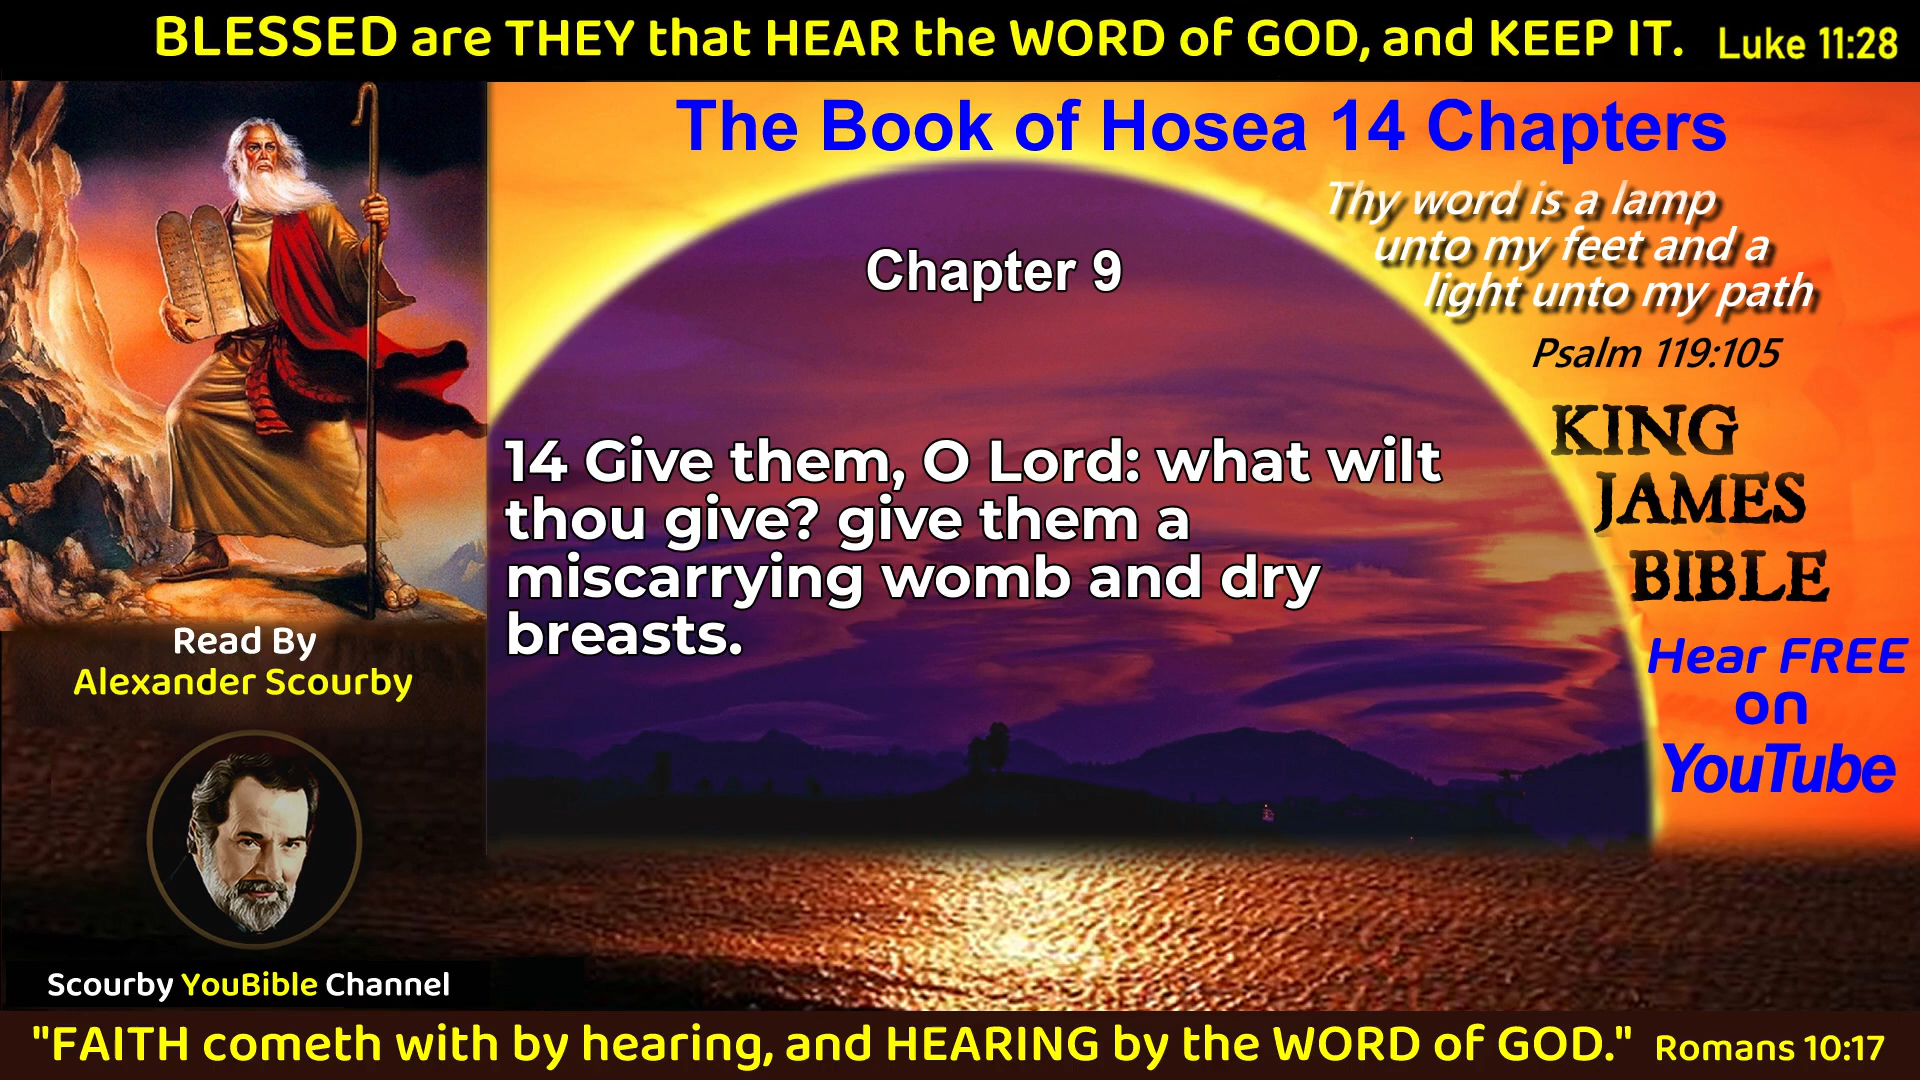 BLESSED are THEY that HEAR the WORD of GOD, and KEEP IT. Luke 11:28
The Book of Hosea 14 Chapters
Thy word is a lamp
unto my feet and a
light unto my path
Psalm 119:105
Chapter 9
14 Give them, O Lord: what wilt
thou give? give them a
miscarrying womb and dry
breasts.
KING
JAMES
BIBLE
Hear FREE
on
YouTube
Read By
Alexander Scourby
Scourby YouBible Channel
"FAITH cometh with by hearing, and HEARING by the WORD of GOD." Romans 10:17